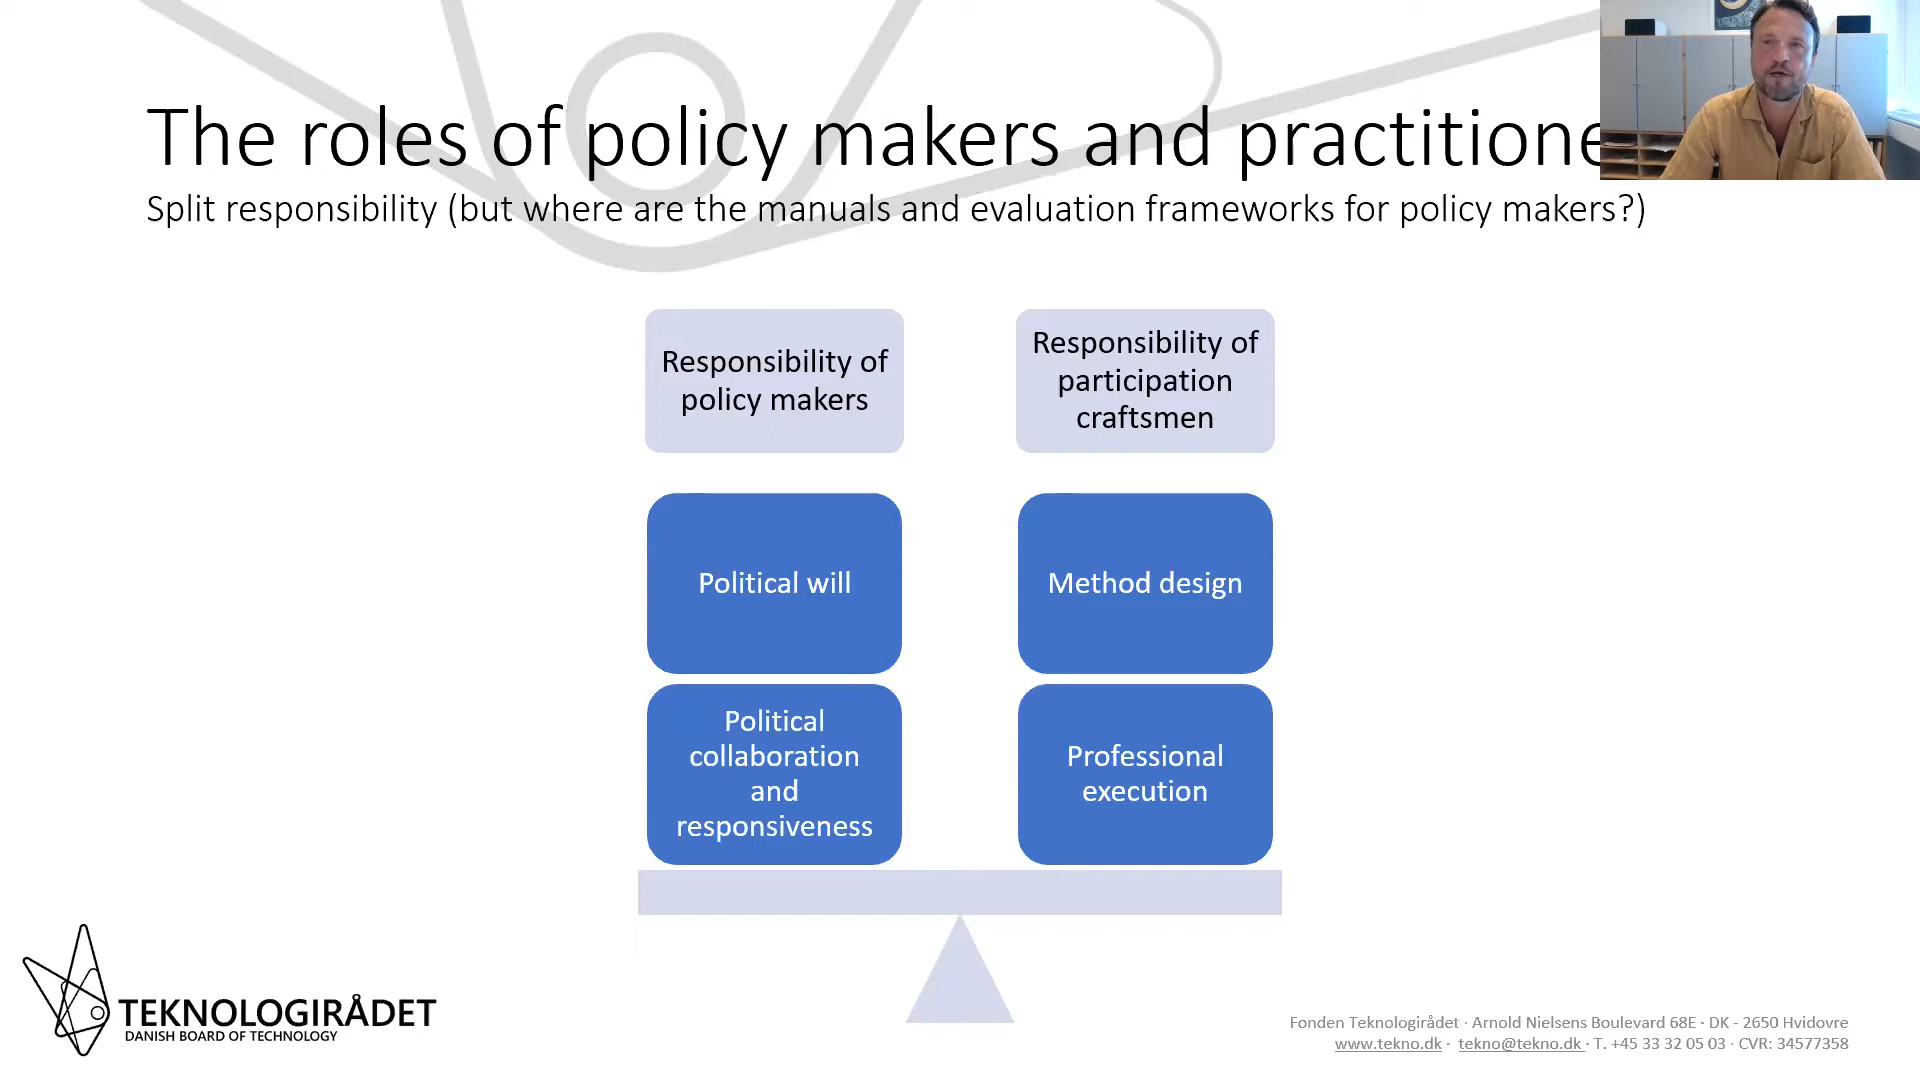 The roles of policy makers and practitione
Split responsibility (but where are the manuals and evaluation frameworks for policy makers?)
Responsibility of
policy makers
Responsibility of
participation
craftsmen
Political will
Method design
Political
collaboration
and
responsiveness
Professional
execution
TEKNOLOGIRÅDET
DANISH BOARD OF TECHNOLOGY
Fonden Teknologirådet · Arnold Nielsens Boulevard 68E · DK - 2650 Hvidovre
www.tekno.dk · tekno@tekno.dk · T. +45 33 32 05 03 · CVR: 34577358